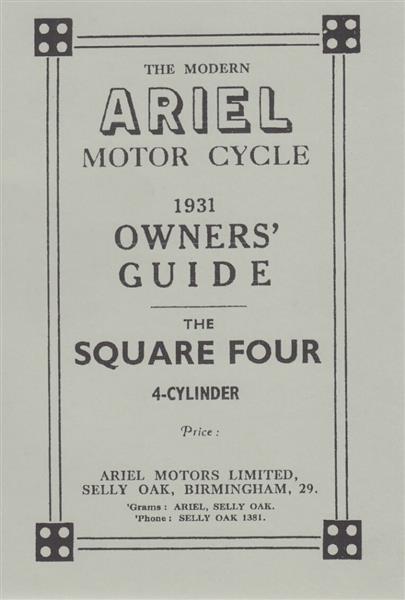 THE MODERN
ARIEL
MOTOR CYCLE
1931
OWNERS'
GUIDE
THE
SQUARE FOUR
4-CYLINDER
Price :
ARIEL MOTORS LIMITED,
SELLY OAK, BIRMINGHAM, 29.
'Grams : ARIEL, SELLY OAK.
'Phone : SELLY OAK 1381.